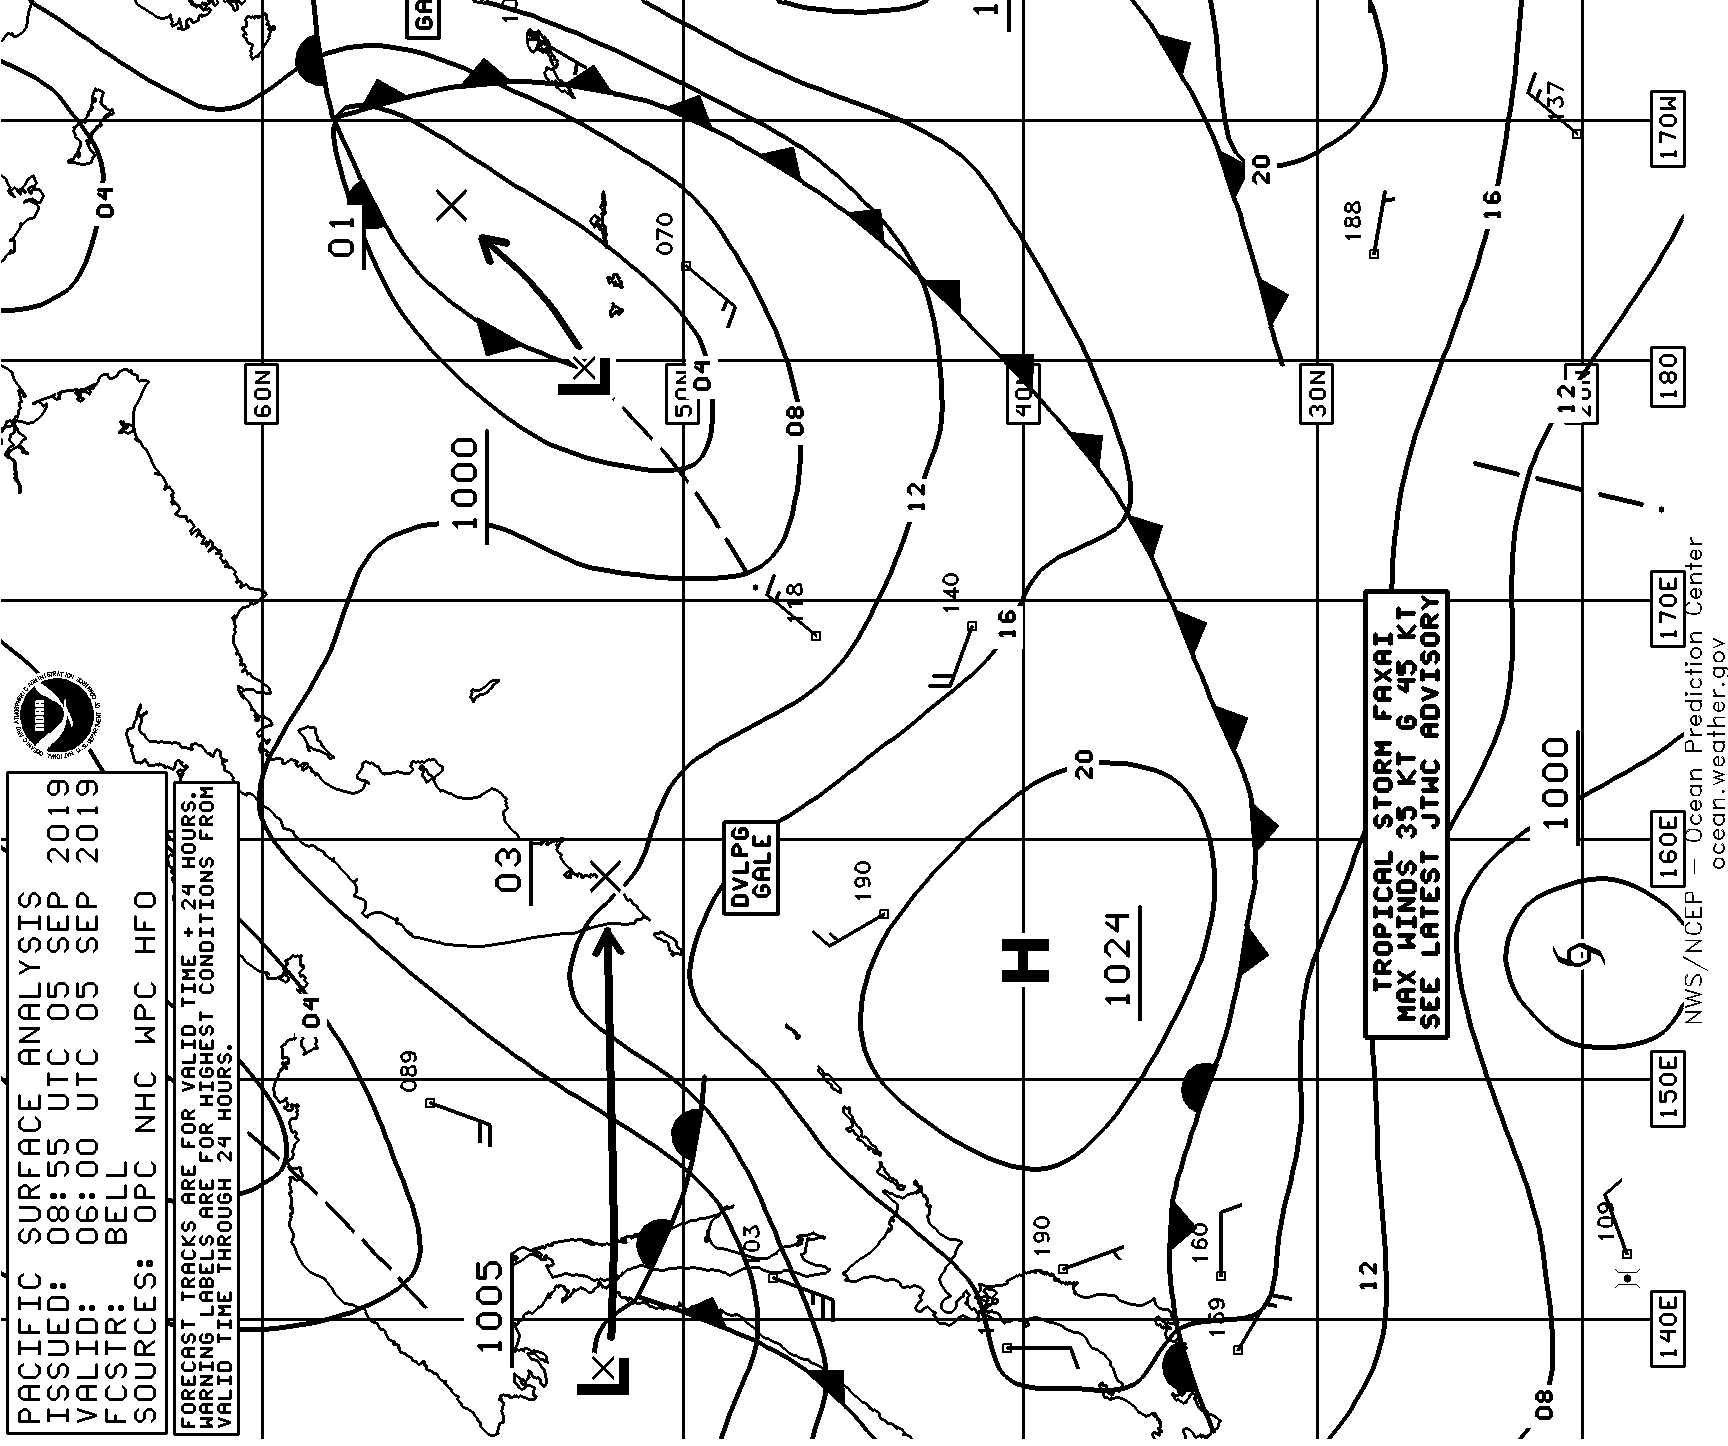 PACIFIC SURFACE ANALYSIS
ISSUED: 08:55 UTC 05 SEP 2019
VALID: 06:00 UTC 05 SEP 2019
FCSTR: BELL
SOURCES: OPC NHC WPC HFO
FORECAST TRACKS ARE FOR VALID TIME + 24 HOURS.
WARNING LABELS ARE FOR HIGHEST CONDITIONS FROM
VALID TIME THROUGH 24 HOURS.
NOAA
04
01
GA
60N
1000
03
04
089
1005
L
L
070
50N
04
08
118
DVLPG
GALE
190
103
12
140
16
40N
20
H
1024
190
160
159
20
188
30N
16
12
TROPICAL STORM FAXAI
MAX WINDS 35 KT G 45 KT
SEE LATEST JTWC ADVISORY
137
12
20N
1000
109
08
170W
180
170E
160E
150E
140E
NWS/NCEP - Ocean Prediction Center
ocean.weather.gov